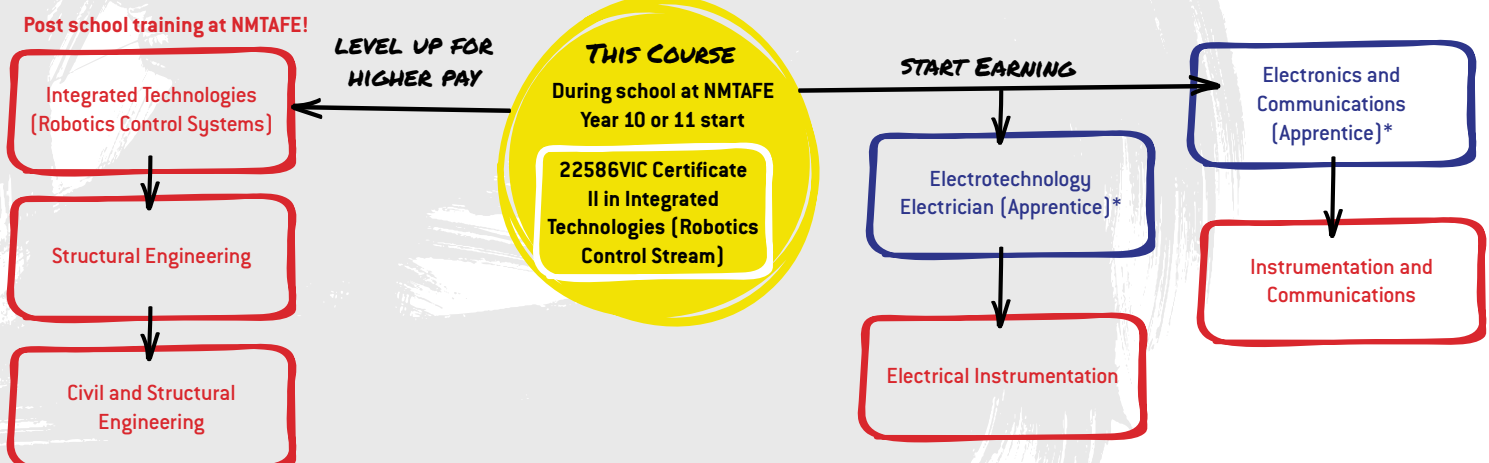 Post school training at NMTAFE!
Integrated Technologies
(Robotics Control Systems)
Structural Engineering
Civil and Structural
Engineering
LEVEL UP FOR
HIGHER PAY
THIS COURSE
During school at NMTAFE
Year 10 or 11 start
22586VIC Certificate
II in Integrated
Technologies (Robotics
Control Stream)
START EARNING
Electrotechnology
Electrician (Apprentice)*
Electrical Instrumentation
Electronics and
Communications
(Apprentice)*
Instrumentation and
Communications